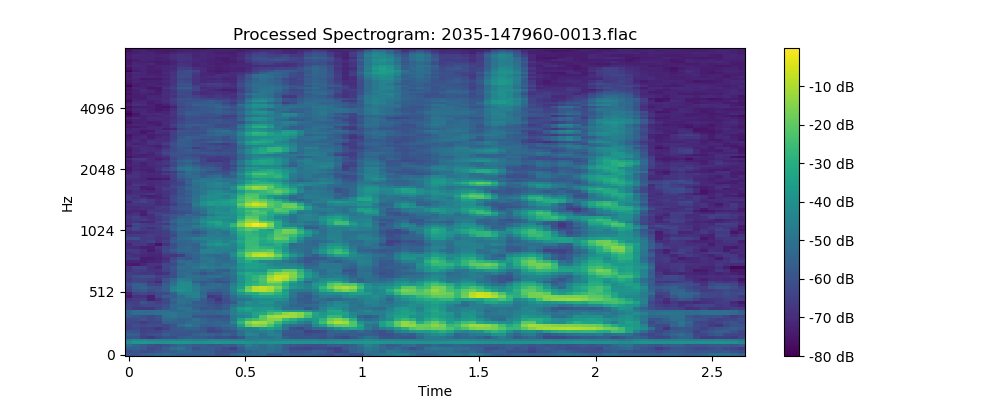 Processed Spectrogram: 2035-147960-0013.flac
Hz
4096
2048
1024
512
0
0
0.5
1
1.5
2
2.5
Time
-10 dB
-20 dB
-30 dB
-40 dB
-50 dB
-60 dB
-70 dB
-80 dB